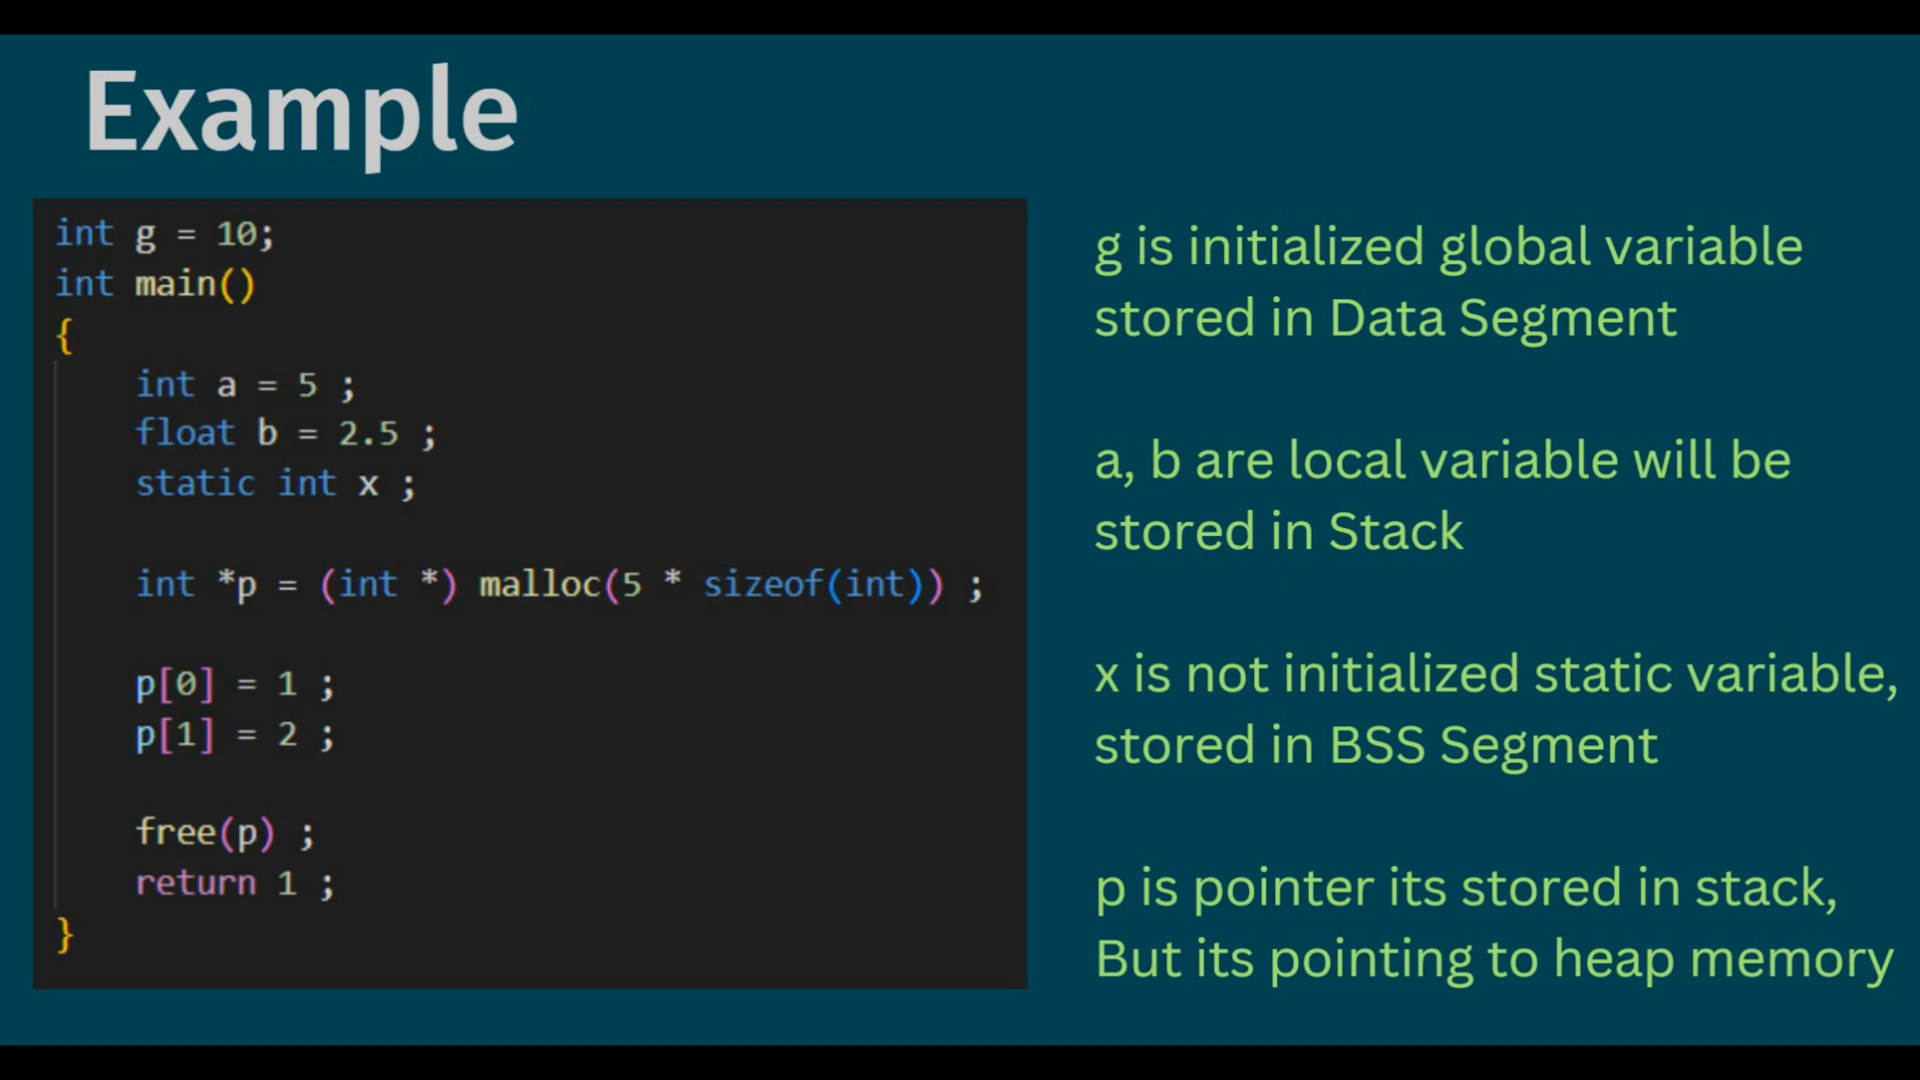 Example
int g = 10;
int main()
{
int a = 5 ;
float b = 2.5 ;
static int x ;
int *p = (int *) malloc(5 * sizeof(int)) ;
p[0] = 1 ;
p[1] = 2 ;
free(p) ;
return 1 ;
}
g is initialized global variable
stored in Data Segment
a, b are local variable will be
stored in Stack
x is not initialized static variable,
stored in BSS Segment
p is pointer its stored in stack,
But its pointing to heap memory